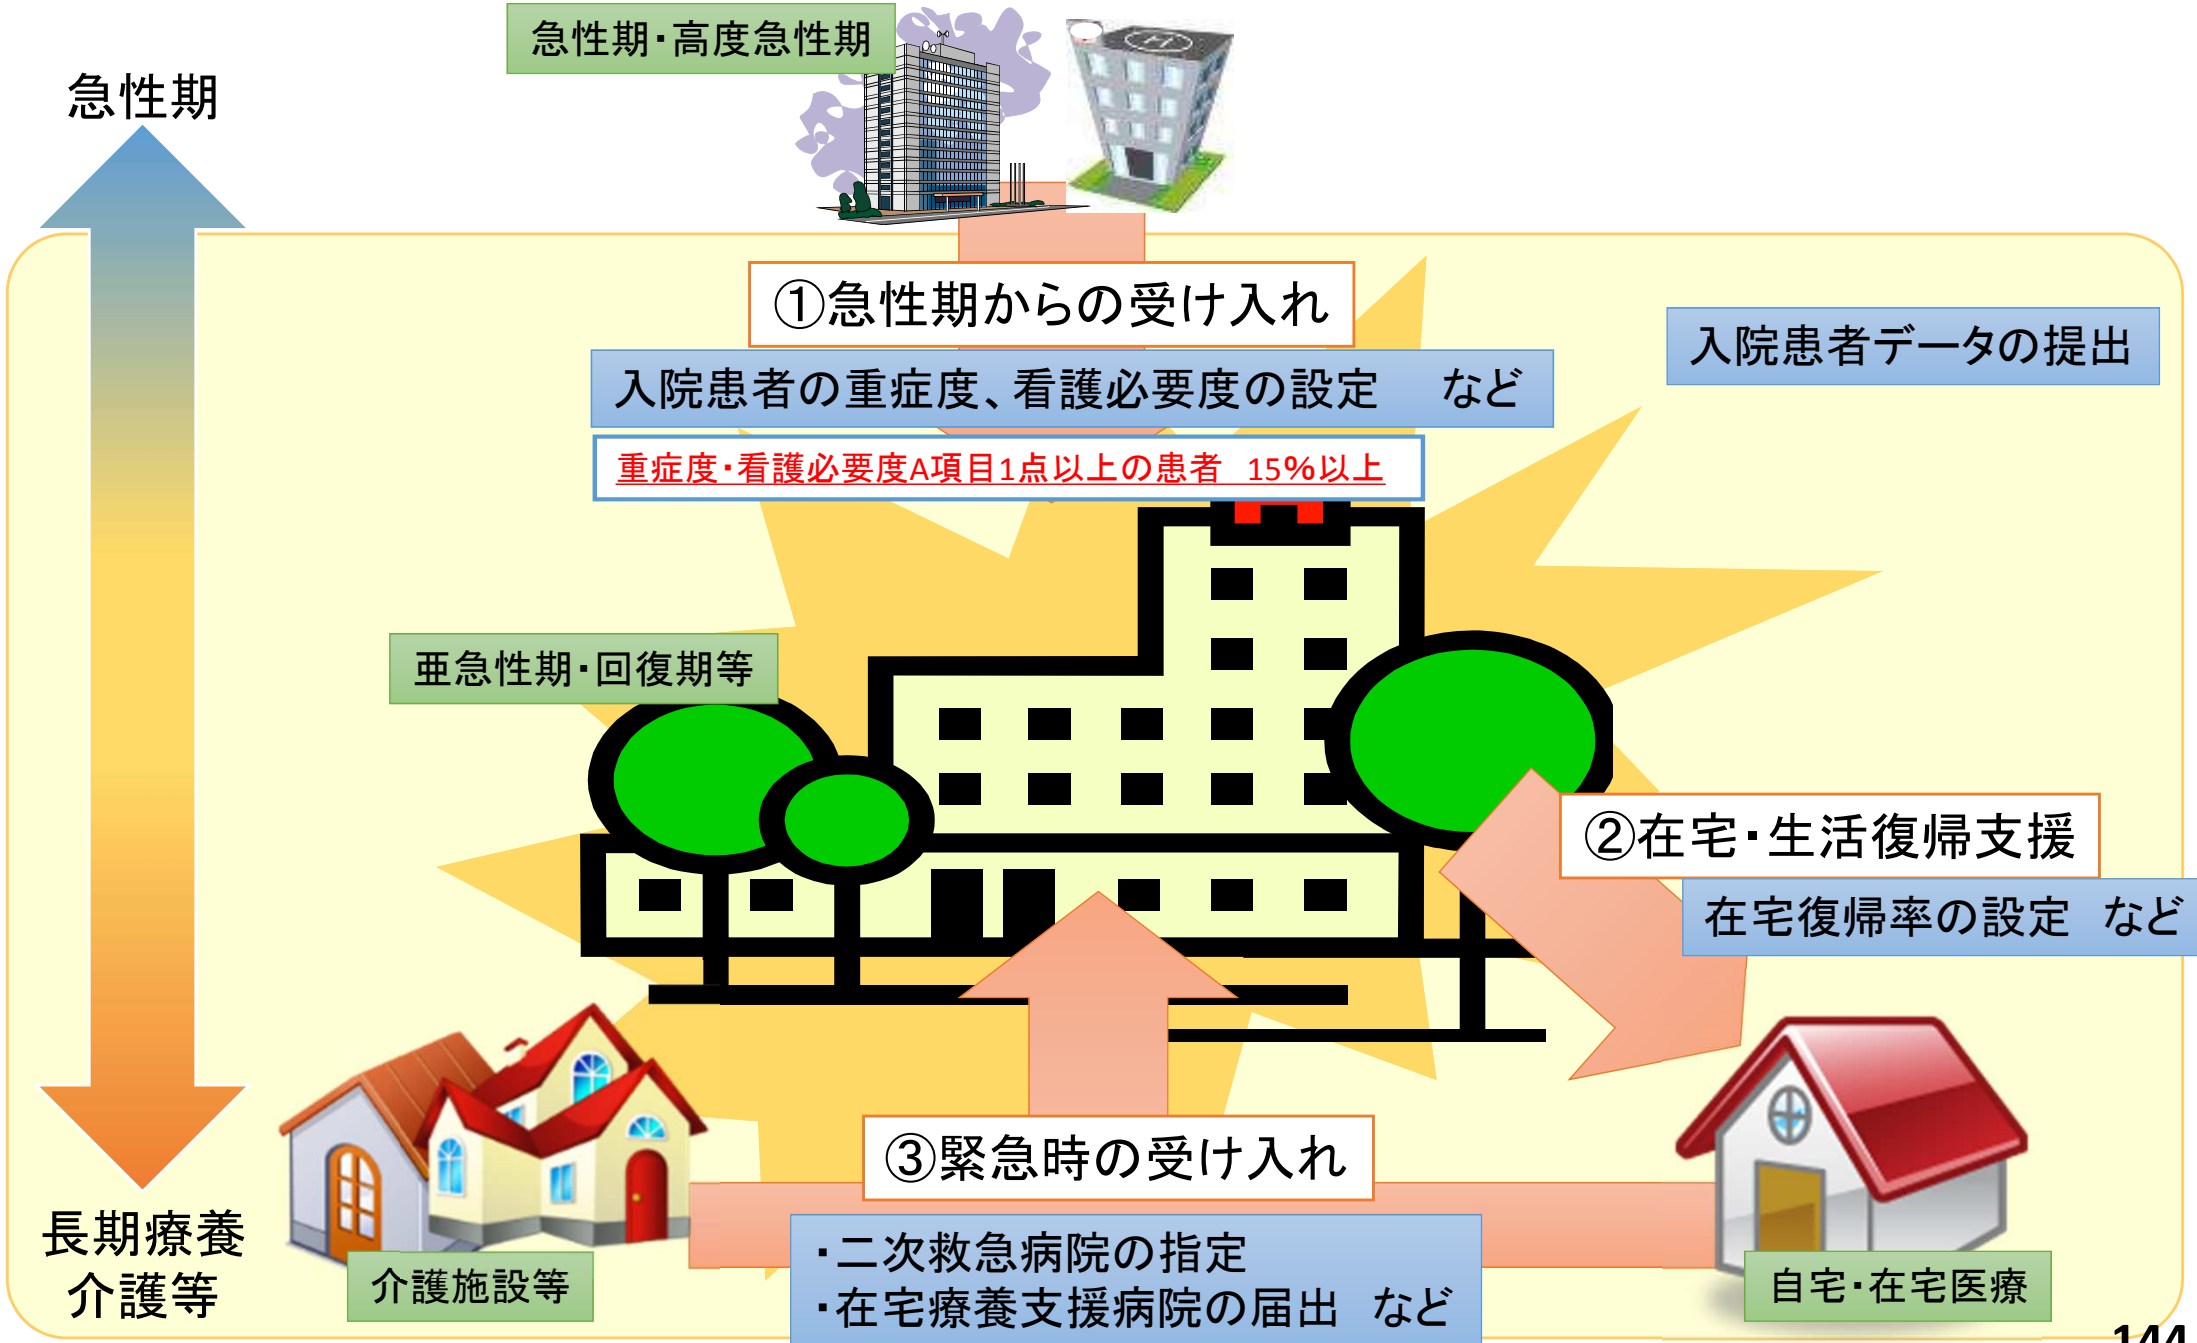 急性期・高度急性期
急性期
①急性期からの受け入れ
入院患者データの提出
入院患者の重症度、看護必要度の設定　など
重症度・看護必要度A項目1点以上の患者　15%以上
亜急性期・回復期等
②在宅・生活復帰支援
在宅復帰率の設定　など
③緊急時の受け入れ
長期療養
介護等
介護施設等
・二次救急病院の指定
・在宅療養支援病院の届出　など
自宅・在宅医療
144